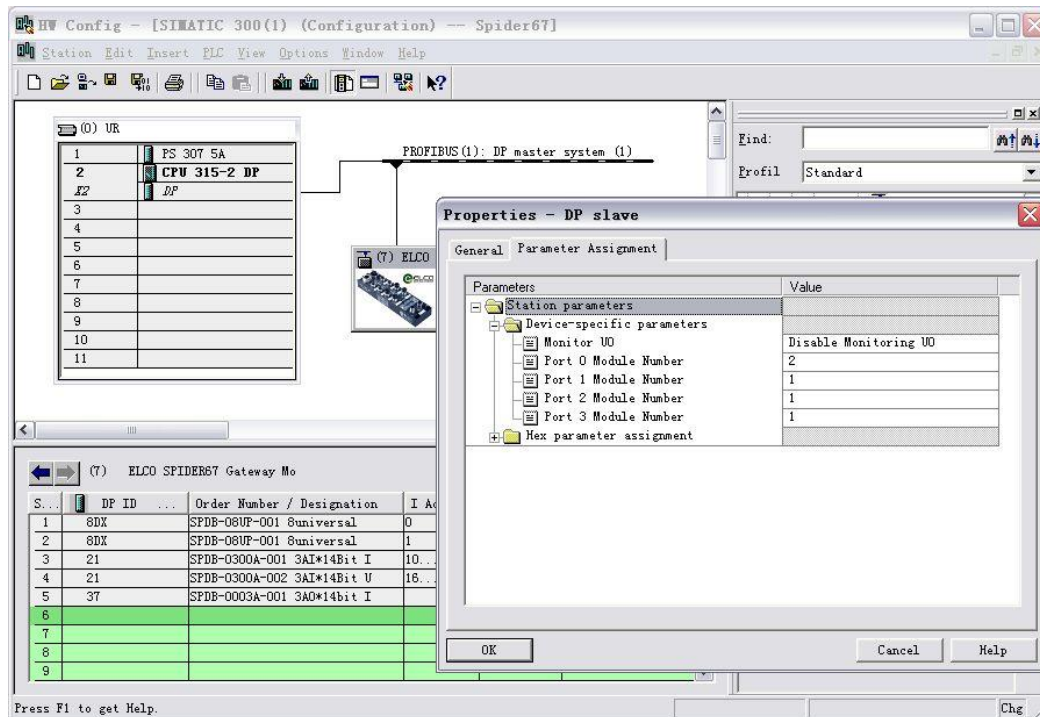 HW Config - [SIMATIC 300(1) (Configuration) -- Spider67]
Station Edit Insert PLC View Options Window Help
(0) UR
1 PS 307 5A
2 CPU 315-2 DP
X2 DP
3
4
5
6
7
8
9
10
11
PROFIBUS(1): DP master system (1)
(7) ELCO
ELCO
Find:
Profil Standard
Properties - DP slave
General Parameter Assignment
Parameters Value
Station parameters
Device-specific parameters
Monitor U0 Disable Monitoring U0
Port 0 Module Number 2
Port 1 Module Number 1
Port 2 Module Number 1
Port 3 Module Number 1
Hex parameter assignment
OK Cancel Help
(7) ELCO SPIDER67 Gateway Mo
S... DP ID ... Order Number / Designation I Ad
1 8DX SPDB-08UP-001 8universal 0
2 8DX SPDB-08UP-001 8universal 1
3 21 SPDB-0300A-001 3AI*14Bit I 10...
4 21 SPDB-0300A-002 3AI*14Bit U 16...
5 37 SPDB-0003A-001 3AO*14bit I
6
7
8
9
Press F1 to get Help.
Chg